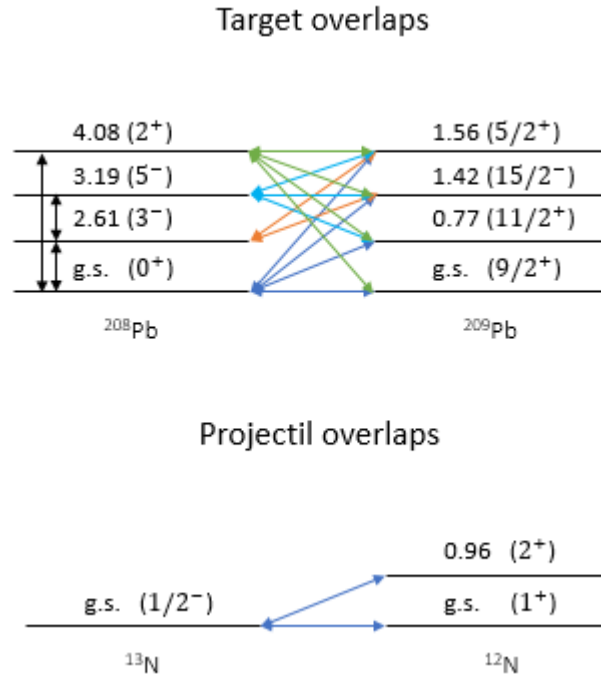 Target overlaps
4.08 (2⁺) 1.56 (5/2⁺)
3.19 (5⁻) 1.42 (15/2⁻)
2.61 (3⁻) 0.77 (11/2⁺)
g.s. (0⁺) g.s. (9/2⁺)
²⁰⁸Pb ²⁰⁹Pb
Projectil overlaps
0.96 (2⁺)
g.s. (1/2⁻) g.s. (1⁺)
¹³N ¹²N